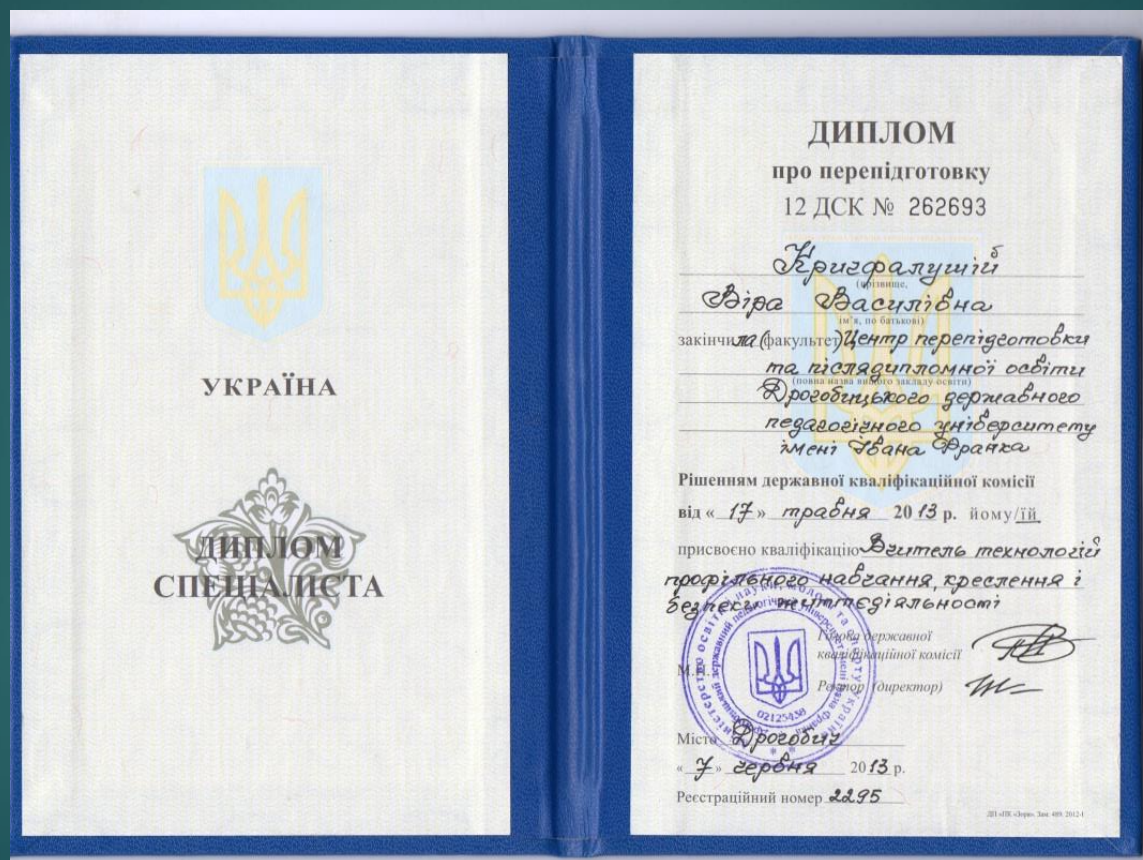 УКРАЇНА
ДИПЛОМ
СПЕЦІАЛІСТА
ДИПЛОМ
про перепідготовку
12 ДСК № 262693
Кризфалушій
(прізвище,
Віра Василівна
ім'я, по батькові)
закінчила (факультет) Центр перепідготовки
та післядипломної освіти
(повна назва вищого закладу освіти)
Дрогобицького державного
педагогічного університету
імені Івана Франка
Рішенням державної кваліфікаційної комісії
від « 17 » травня 2013 р. йому/їй
присвоєно кваліфікацію Вчитель технологій
профільного навчання, креслення і
безпеки життєдіяльності
Голова державної
кваліфікаційної комісії
М.П.
Ректор (директор)
02125438
Місто Дрогобич
« 7 » червня 2013 р.
Реєстраційний номер 2295